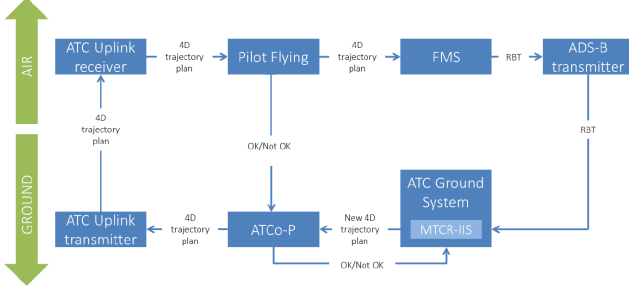 AIR
ATC Uplink
receiver
4D
trajectory
plan
Pilot Flying
4D
trajectory
plan
FMS
RBT
ADS-B
transmitter
4D
trajectory
plan
OK/Not OK
RBT
GROUND
ATC Uplink
transmitter
4D
trajectory
plan
ATCo-P
New 4D
trajectory
plan
ATC Ground
System
MTCR-IIS
OK/Not OK